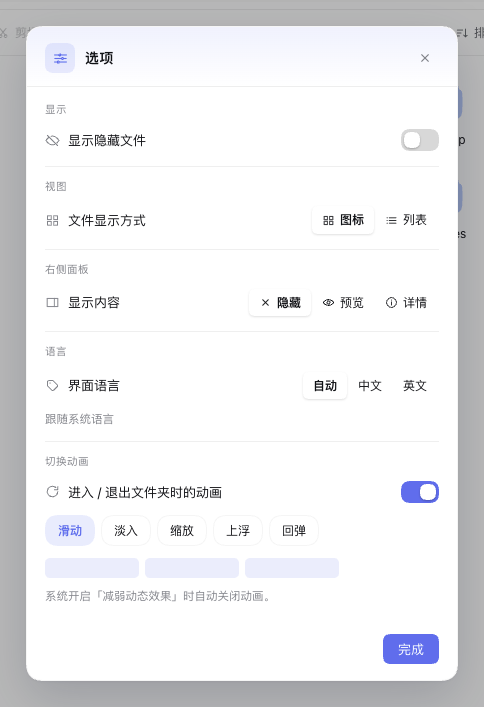 剪
排
选项
显示
显示隐藏文件
视图
文件显示方式
图标
列表
右侧面板
显示内容
隐藏
预览
详情
语言
界面语言
自动
中文
英文
跟随系统语言
切换动画
进入 / 退出文件夹时的动画
滑动
淡入
缩放
上浮
回弹
系统开启「减弱动态效果」时自动关闭动画。
完成